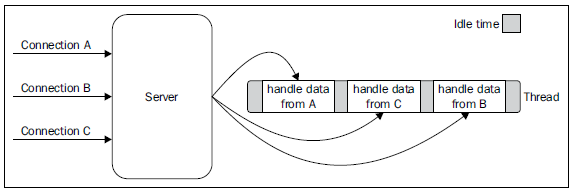 Idle time
Connection A
Connection B
Connection C
Server
handle data
from A
handle data
from C
handle data
from B
Thread